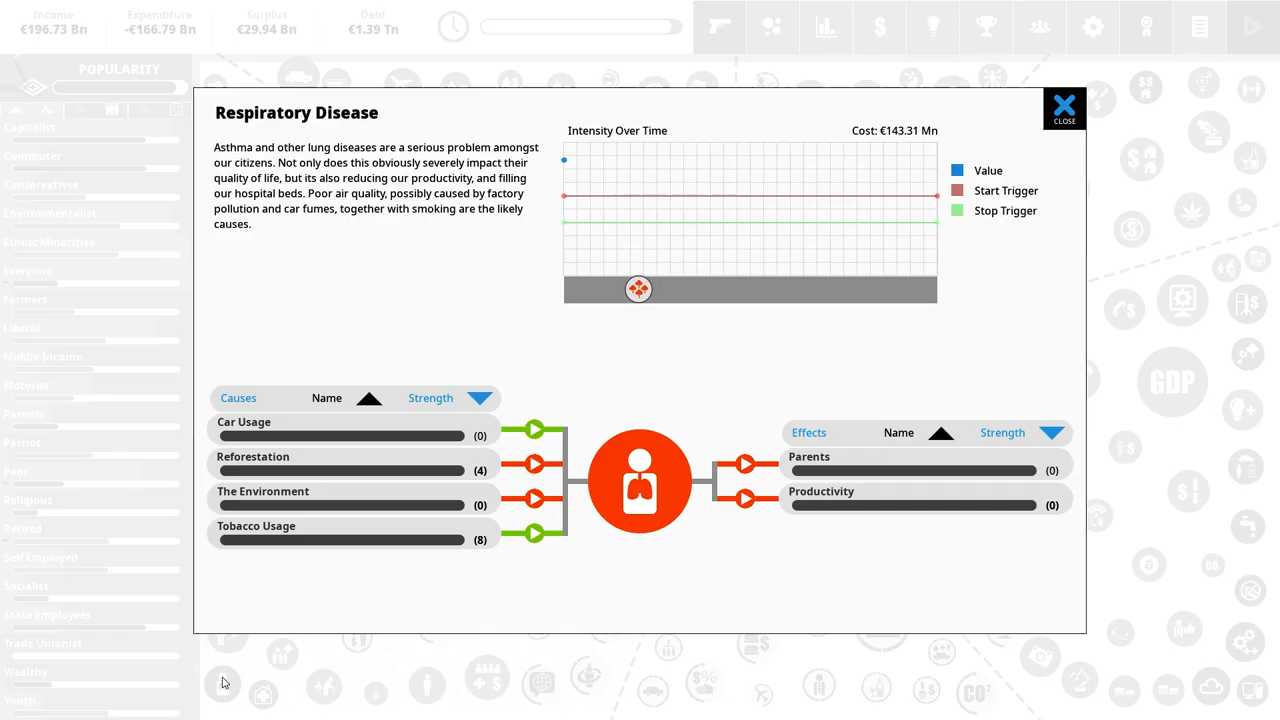 Income
Expenditure
Surplus
Debt
€196.73 Bn
-€166.79 Bn
€29.94 Bn
€1.39 Tn
POPULARITY
Capitalist
Commuter
Conservatives
Environmentalist
Ethnic Minorities
Everyone
Farmers
Liberal
Middle Income
Motorist
Parents
Patriot
Poor
Religious
Retired
Self Employed
Socialist
State Employees
Trade Unionist
Wealthy
Youth
Respiratory Disease
Asthma and other lung diseases are a serious problem amongst
our citizens. Not only does this obviously severely impact their
quality of life, but its also reducing our productivity, and filling
our hospital beds. Poor air quality, possibly caused by factory
pollution and car fumes, together with smoking are the likely
causes.
Intensity Over Time
Cost: €143.31 Mn
Value
Start Trigger
Stop Trigger
CLOSE
Causes
Name
Strength
Car Usage
(0)
Reforestation
(4)
The Environment
(0)
Tobacco Usage
(8)
Effects
Name
Strength
Parents
(0)
Productivity
(0)
GDP
CO²